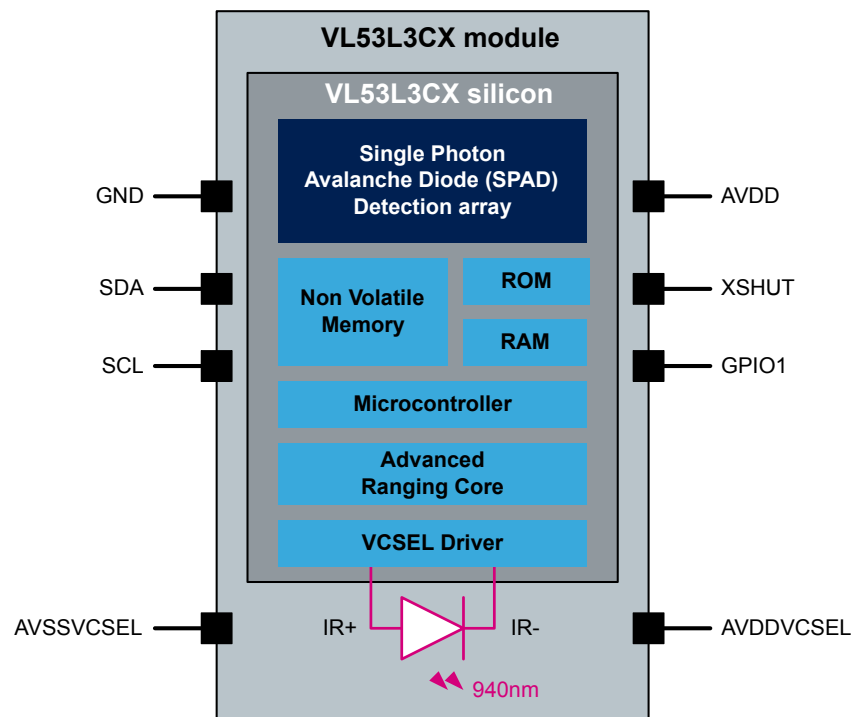 VL53L3CX module
VL53L3CX silicon
Single Photon
Avalanche Diode (SPAD)
Detection array
GND
AVDD
SDA
Non Volatile
Memory
ROM
XSHUT
RAM
SCL
GPIO1
Microcontroller
Advanced
Ranging Core
VCSEL Driver
AVSSVCSEL
IR+
IR-
AVDDVCSEL
940nm